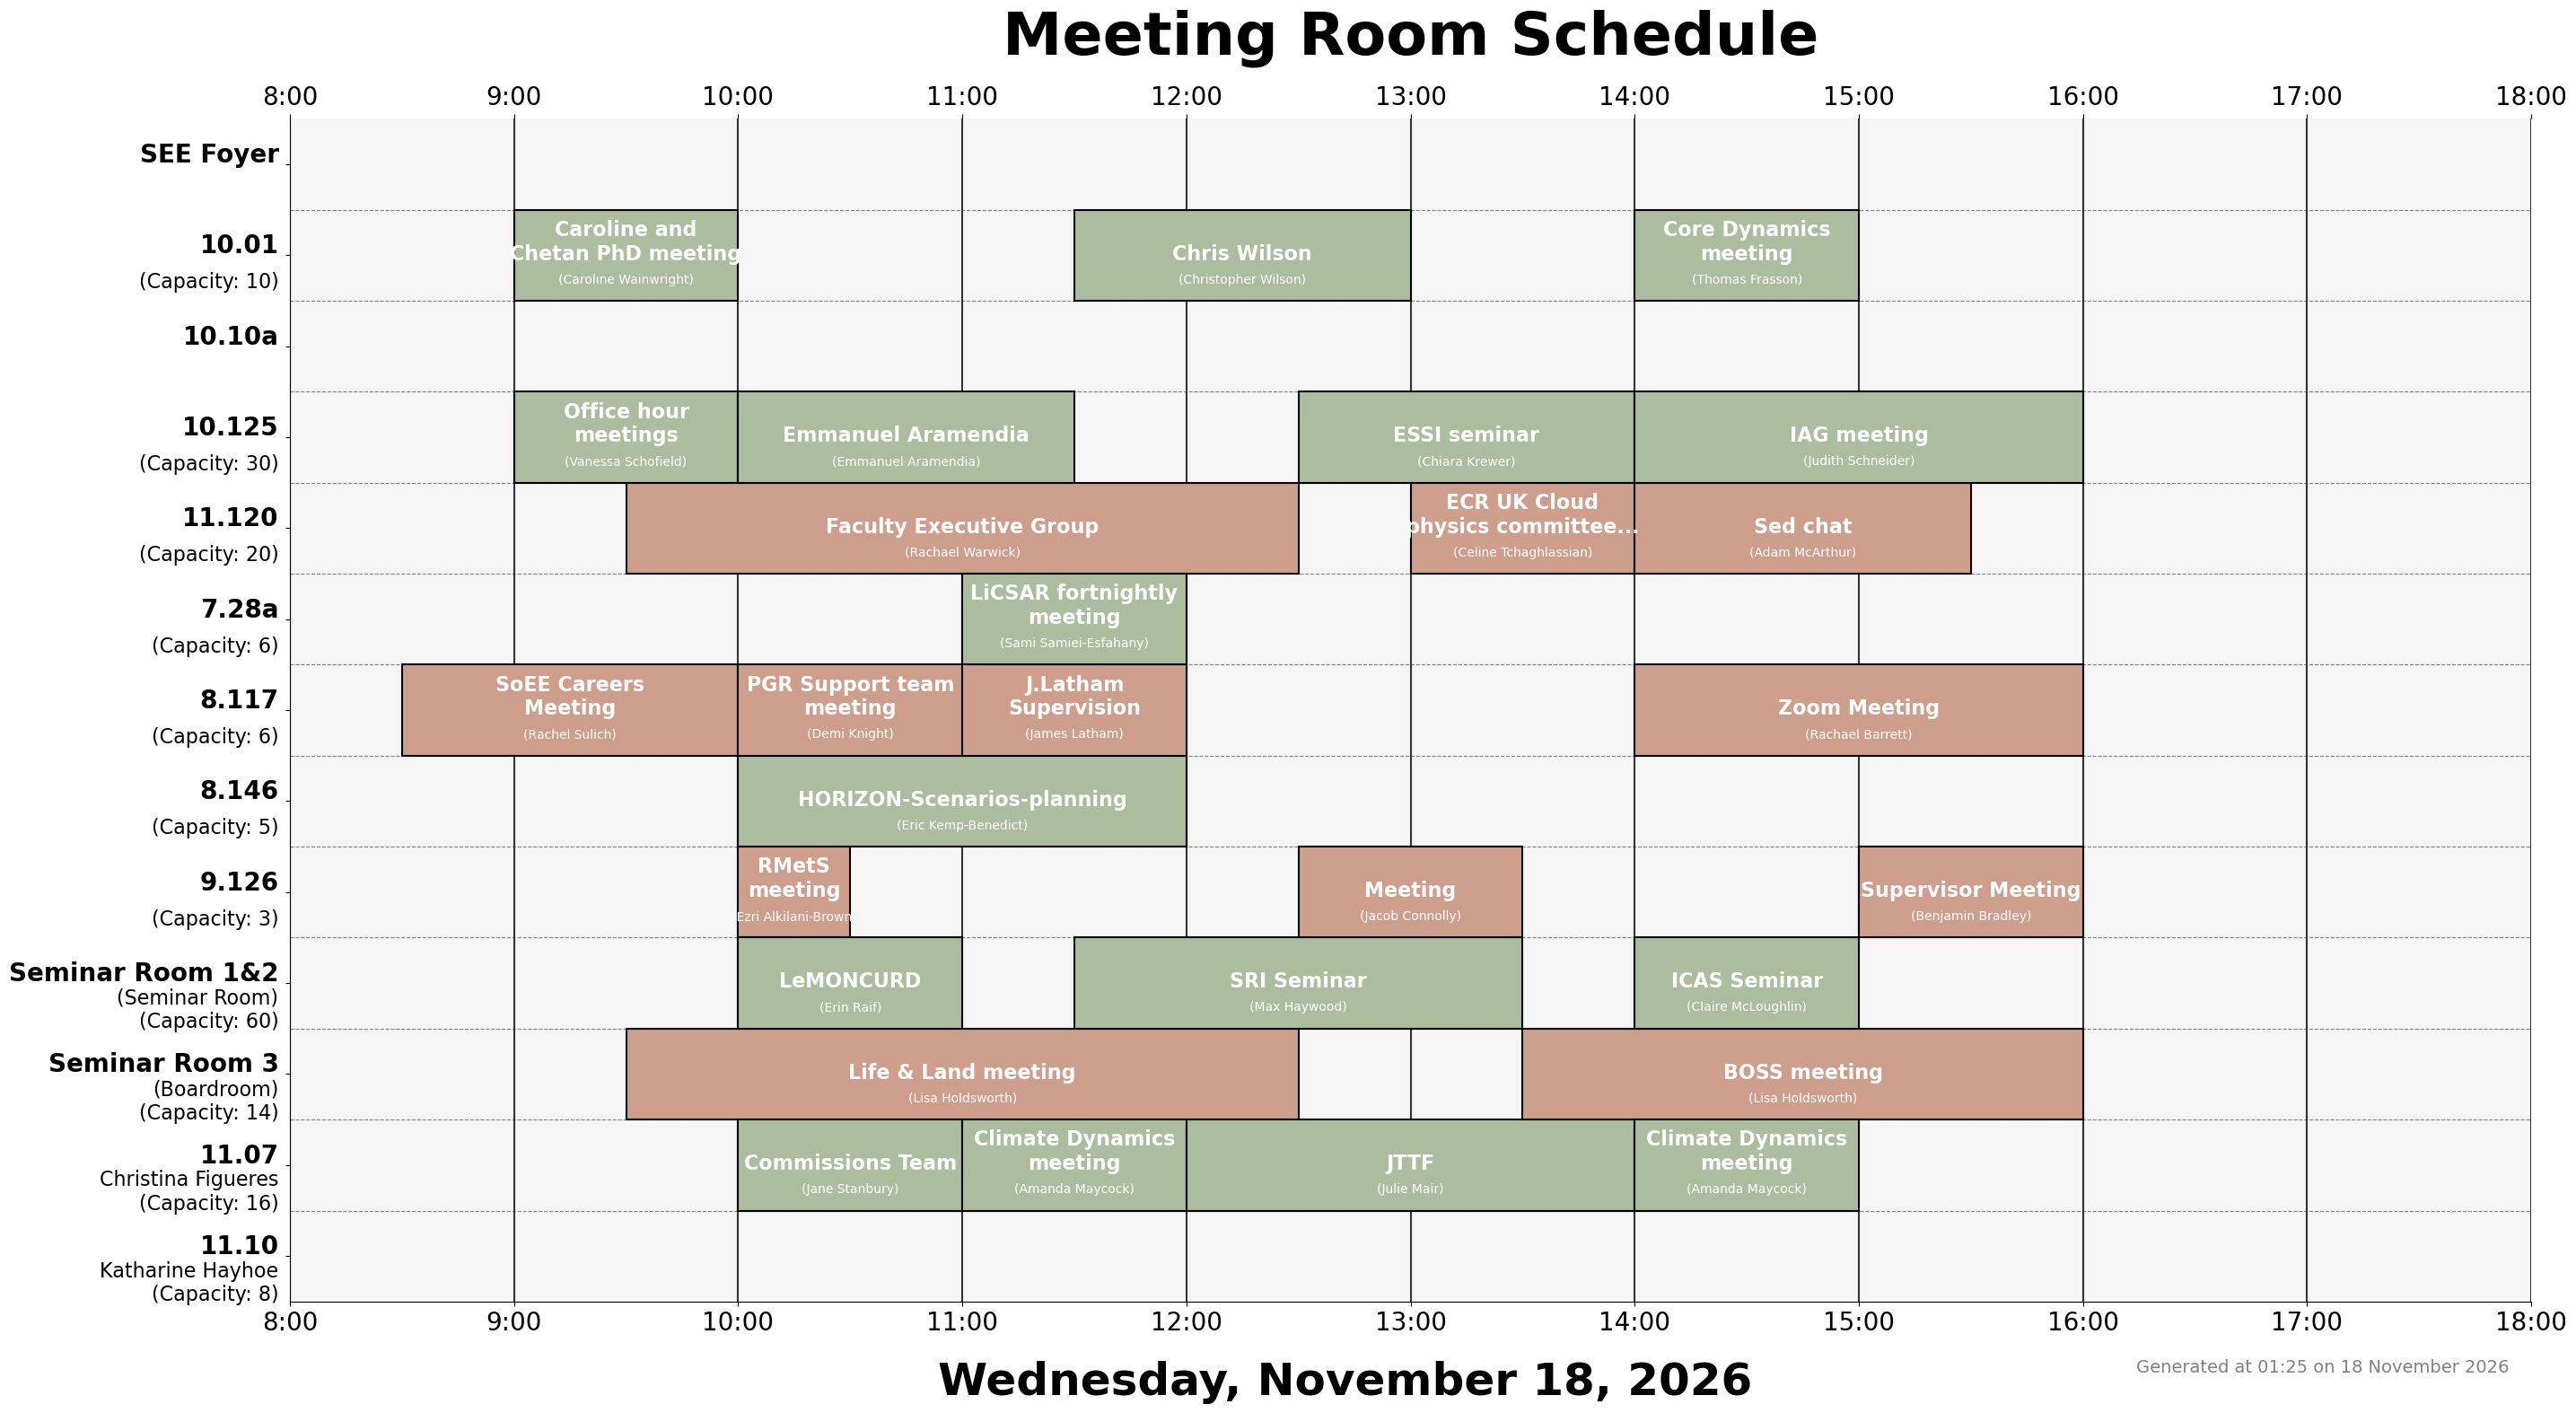 Meeting Room Schedule
8:00 9:00 10:00 11:00 12:00 13:00 14:00 15:00 16:00 17:00 18:00
SEE Foyer
10.01
(Capacity: 10)
Caroline and
Chetan PhD meeting
(Caroline Wainwright)
Chris Wilson
(Christopher Wilson)
Core Dynamics
meeting
(Thomas Frasson)
10.10a
10.125
(Capacity: 30)
Office hour
meetings
(Vanessa Schofield)
Emmanuel Aramendia
(Emmanuel Aramendia)
ESSI seminar
(Chiara Krewer)
IAG meeting
(Judith Schneider)
11.120
(Capacity: 20)
Faculty Executive Group
(Rachael Warwick)
ECR UK Cloud
physics committee...
(Celine Tchaghlassian)
Sed chat
(Adam McArthur)
7.28a
(Capacity: 6)
LiCSAR fortnightly
meeting
(Sami Samiei-Esfahany)
8.117
(Capacity: 6)
SoEE Careers
Meeting
(Rachel Sulich)
PGR Support team
meeting
(Demi Knight)
J.Latham
Supervision
(James Latham)
Zoom Meeting
(Rachael Barrett)
8.146
(Capacity: 5)
HORIZON-Scenarios-planning
(Eric Kemp-Benedict)
9.126
(Capacity: 3)
RMetS
meeting
(Ezri Alkilani-Brown)
Meeting
(Jacob Connolly)
Supervisor Meeting
(Benjamin Bradley)
Seminar Room 1&2
(Seminar Room)
(Capacity: 60)
LeMONCURD
(Erin Raif)
SRI Seminar
(Max Haywood)
ICAS Seminar
(Claire McLoughlin)
Seminar Room 3
(Boardroom)
(Capacity: 14)
Life & Land meeting
(Lisa Holdsworth)
BOSS meeting
(Lisa Holdsworth)
11.07
Christina Figueres
(Capacity: 16)
Commissions Team
(Jane Stanbury)
Climate Dynamics
meeting
(Amanda Maycock)
JTTF
(Julie Mair)
Climate Dynamics
meeting
(Amanda Maycock)
11.10
Katharine Hayhoe
(Capacity: 8)
8:00 9:00 10:00 11:00 12:00 13:00 14:00 15:00 16:00 17:00 18:00
Wednesday, November 18, 2026
Generated at 01:25 on 18 November 2026